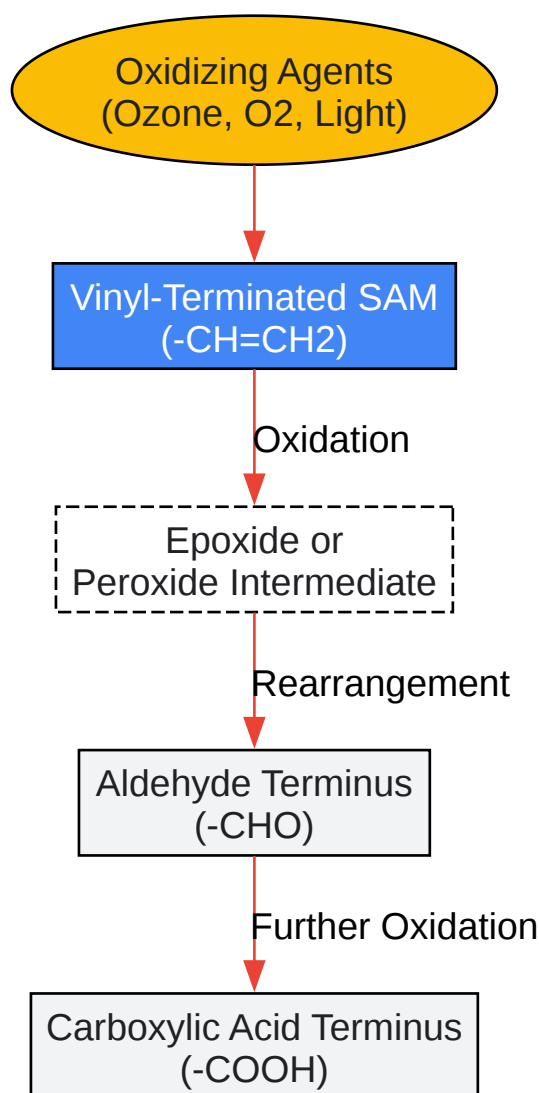 Oxidizing Agents
(Ozone, O2, Light)
Vinyl-Terminated SAM
(-CH=CH2)
Oxidation
Epoxide or
Peroxide Intermediate
Rearrangement
Aldehyde Terminus
(-CHO)
Further Oxidation
Carboxylic Acid Terminus
(-COOH)